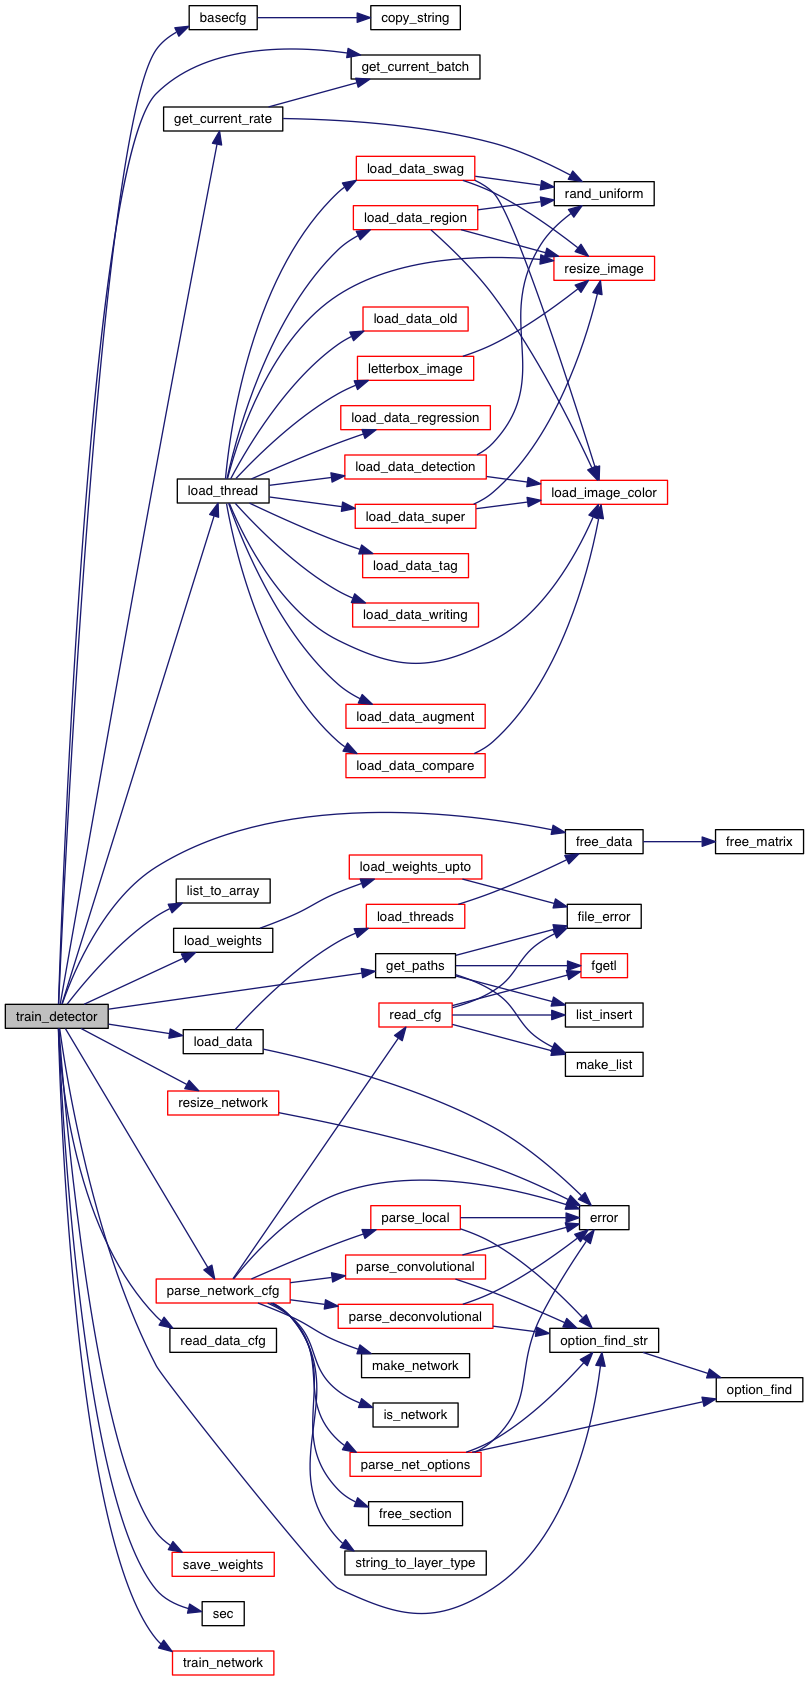 basecfg
copy_string
get_current_batch
get_current_rate
load_data_swag
rand_uniform
load_data_region
resize_image
load_data_old
letterbox_image
load_data_regression
load_data_detection
load_thread
load_image_color
load_data_super
load_data_tag
load_data_writing
load_data_augment
load_data_compare
free_data
free_matrix
load_weights_upto
list_to_array
load_threads
file_error
load_weights
get_paths
fgetl
train_detector
read_cfg
list_insert
load_data
make_list
resize_network
parse_local
error
parse_convolutional
parse_network_cfg
parse_deconvolutional
read_data_cfg
option_find_str
make_network
option_find
is_network
parse_net_options
free_section
string_to_layer_type
save_weights
sec
train_network